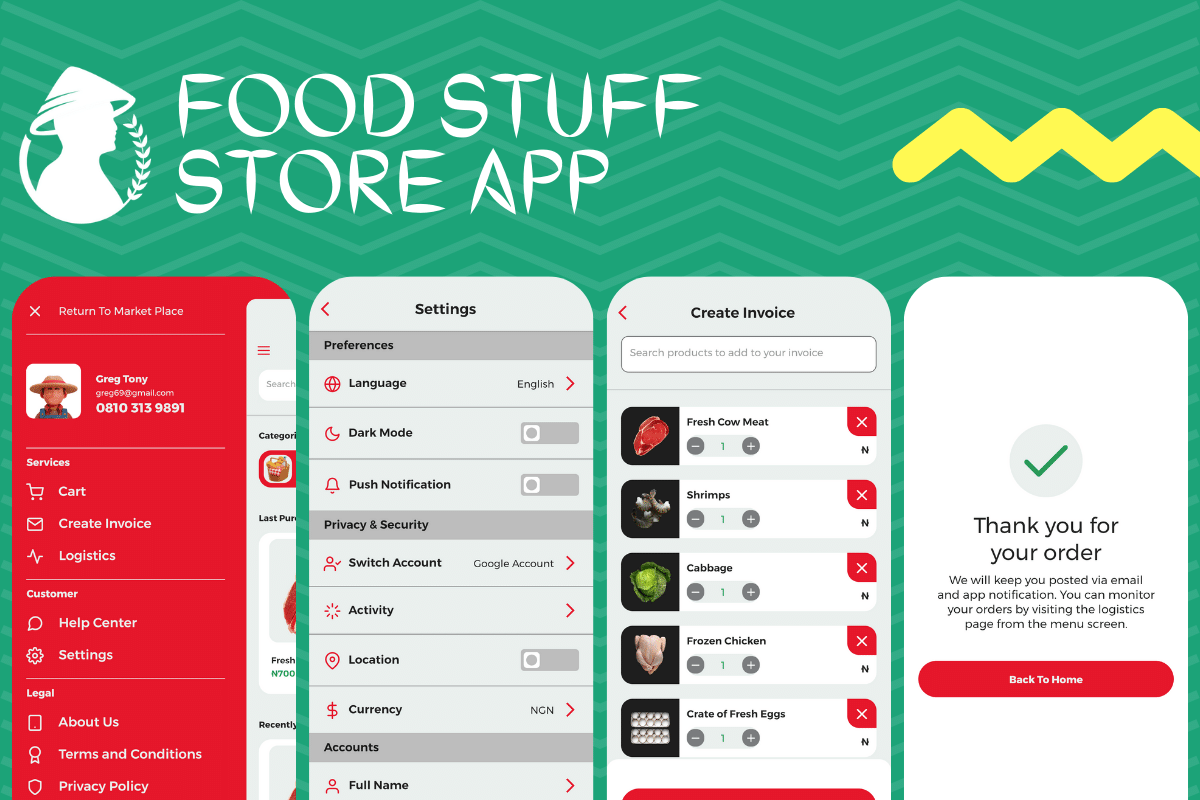 FOOD STUFF
STORE APP
Return To Market Place
Greg Tony
greg69@gmail.com
0810 313 9891
Services
Cart
Create Invoice
Logistics
Customer
Help Center
Settings
Legal
About Us
Terms and Conditions
Privacy Policy
Search
Categori
Last Pur
Fresh
₦700
Recently
Settings
Preferences
Language English
Dark Mode
Push Notification
Privacy & Security
Switch Account Google Account
Activity
Location
Currency NGN
Accounts
Full Name
Create Invoice
Search products to add to your invoice
Fresh Cow Meat
1
₦
Shrimps
1
₦
Cabbage
1
₦
Frozen Chicken
1
₦
Crate of Fresh Eggs
1
₦
Thank you for
your order
We will keep you posted via email
and app notification. You can monitor
your orders by visiting the logistics
page from the menu screen.
Back To Home